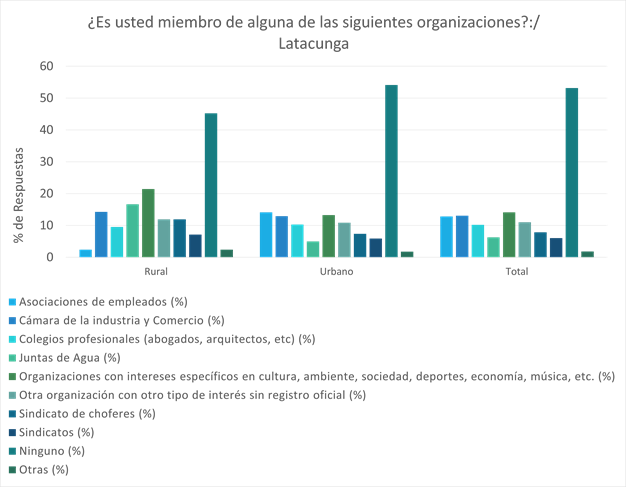 ¿Es usted miembro de alguna de las siguientes organizaciones?:/
Latacunga
60
50
40
30
20
10
0
% de Respuestas
Rural
Urbano
Total
Asociaciones de empleados (%)
Cámara de la industria y Comercio (%)
Colegios profesionales (abogados, arquitectos, etc) (%)
Juntas de Agua (%)
Organizaciones con intereses específicos en cultura, ambiente, sociedad, deportes, economía, música, etc. (%)
Otra organización con otro tipo de interés sin registro oficial (%)
Sindicato de choferes (%)
Sindicatos (%)
Ninguno (%)
Otras (%)